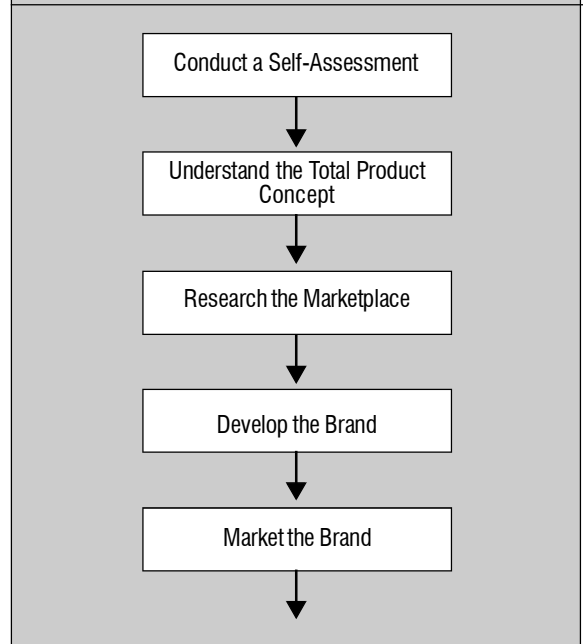 Conduct a Self-Assessment
Understand the Total Product
Concept
Research the Marketplace
Develop the Brand
Market the Brand